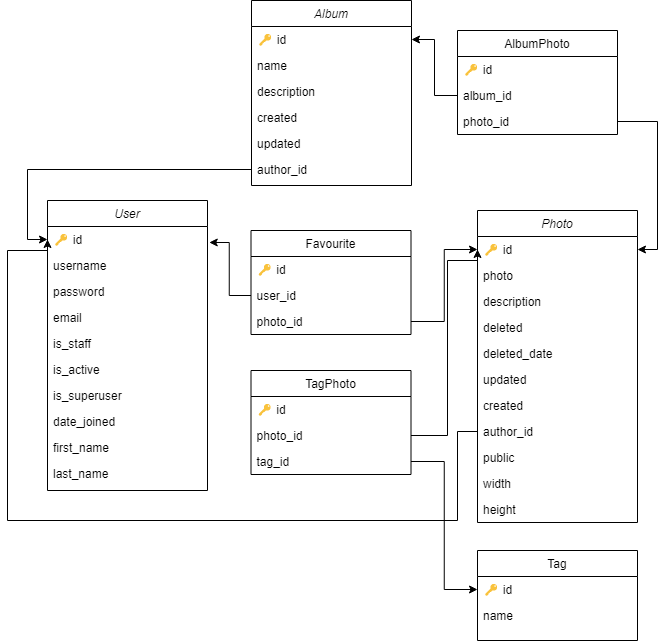 Album
id
name
description
created
updated
author_id
AlbumPhoto
id
album_id
photo_id
User
id
username
password
email
is_staff
is_active
is_superuser
date_joined
first_name
last_name
Favourite
id
user_id
photo_id
TagPhoto
id
photo_id
tag_id
Photo
id
photo
description
deleted
deleted_date
updated
created
author_id
public
width
height
Tag
id
name